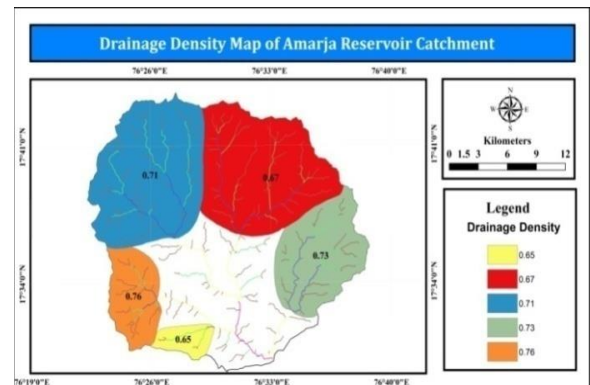 Drainage Density Map of Amarja Reservoir Catchment
76°26'0"E 76°33'0"E 76°40'0"E
17°41'0"N
17°41'0"N
N
W E
S
Kilometers
0 1.5 3 6 9 12
0.71
0.67
0.73
0.76
0.65
17°34'0"N
17°34'0"N
Legend
Drainage Density
0.65
0.67
0.71
0.73
0.76
76°19'0"E 76°26'0"E 76°33'0"E 76°40'0"E